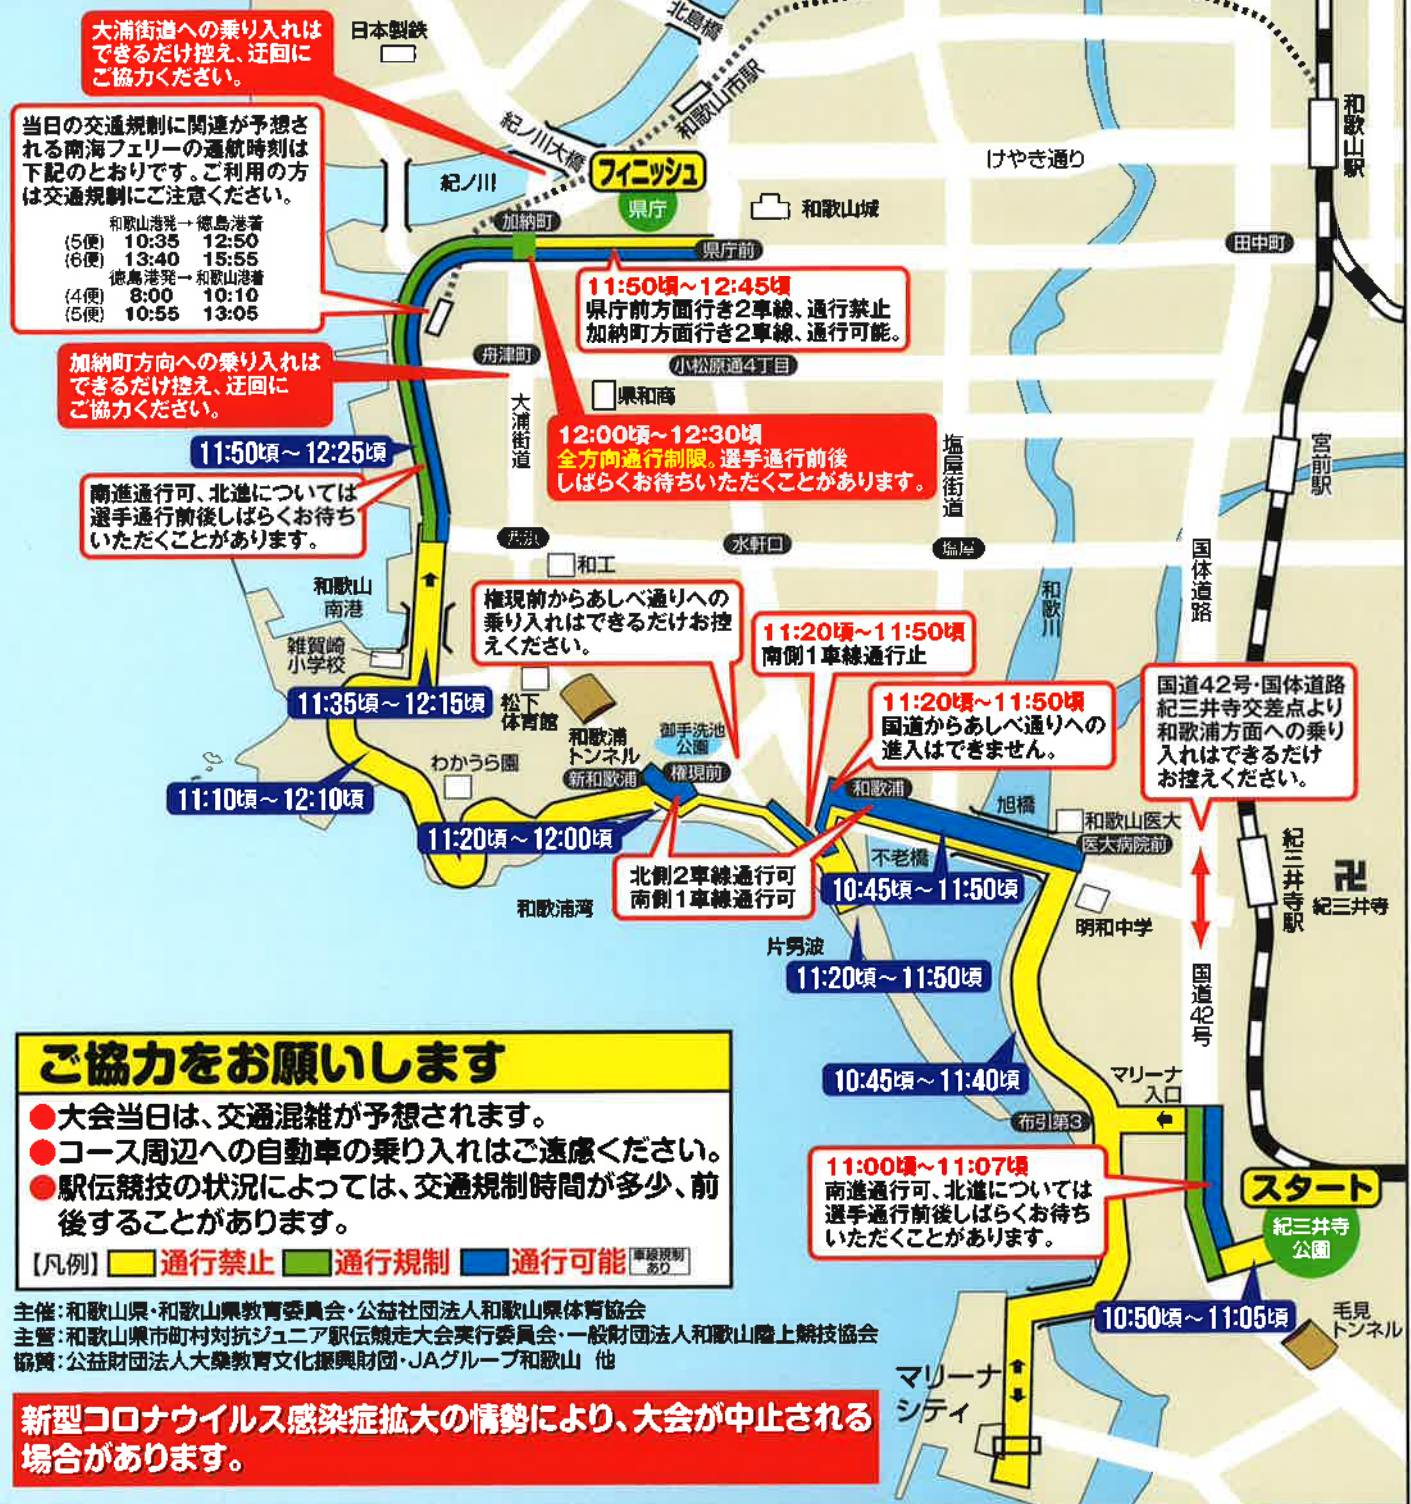 大浦街道への乗り入れは
できるだけ控え、迂回に
ご協力ください。
日本製鉄
北島橋
和歌山市駅
和歌山駅
当日の交通規制に関連が予想さ
れる南海フェリーの運航時刻は
下記のとおりです。ご利用の方
は交通規制にご注意ください。
和歌山港発→徳島港着
(5便) 10:35 12:50
(6便) 13:40 15:55
徳島港発→和歌山港着
(4便) 8:00 10:10
(5便) 10:55 13:05
紀ノ川大橋
紀ノ川
フィニッシュ
県庁
けやき通り
和歌山城
加納町
県庁前
田中町
11:50頃～12:45頃
県庁前方面行き2車線、通行禁止
加納町方面行き2車線、通行可能。
加納町方向への乗り入れは
できるだけ控え、迂回に
ご協力ください。
舟津町
小松原通4丁目
県和商
大浦街道
12:00頃～12:30頃
全方向通行制限。選手通行前後
しばらくお待ちいただくことがあります。
塩屋街道
宮前駅
11:50頃～12:25頃
南進通行可、北進については
選手通行前後しばらくお待ち
いただくことがあります。
西浜
水軒口
塩屋
和工
国体道路
和歌川
和歌山
南港
雑賀崎
小学校
権現前からあしべ通りへの
乗り入れはできるだけお控
えください。
11:20頃～11:50頃
南側1車線通行止
11:35頃～12:15頃
松下
体育館
和歌浦
トンネル
新和歌浦
御手洗池
公園
権現前
11:20頃～11:50頃
国道からあしべ通りへの
進入はできません。
国道42号・国体道路
紀三井寺交差点より
和歌浦方面への乗り
入れはできるだけ
お控えください。
わかうら園
11:10頃～12:10頃
11:20頃～12:00頃
和歌浦
旭橋
和歌山医大
医大病院前
不老橋
北側2車線通行可
南側1車線通行可
10:45頃～11:50頃
紀三井寺駅
卍
紀三井寺
和歌浦湾
明和中学
片男波
11:20頃～11:50頃
国道42号
10:45頃～11:40頃
マリーナ
入口
布引第3
ご協力をお願いします
●大会当日は、交通混雑が予想されます。
●コース周辺への自動車の乗り入れはご遠慮ください。
●駅伝競技の状況によっては、交通規制時間が多少、前
後することがあります。
【凡例】 通行禁止 通行規制 通行可能 車線規制あり
11:00頃～11:07頃
南進通行可、北進については
選手通行前後しばらくお待ち
いただくことがあります。
スタート
紀三井寺
公園
10:50頃～11:05頃
毛見
トンネル
主催：和歌山県・和歌山県教育委員会・公益社団法人和歌山県体育協会
主管：和歌山県市町村対抗ジュニア駅伝競走大会実行委員会・一般財団法人和歌山陸上競技協会
協賛：公益財団法人大桑教育文化振興財団・JAグループ和歌山 他
マリーナ
シティ
新型コロナウイルス感染症拡大の情勢により、大会が中止される
場合があります。